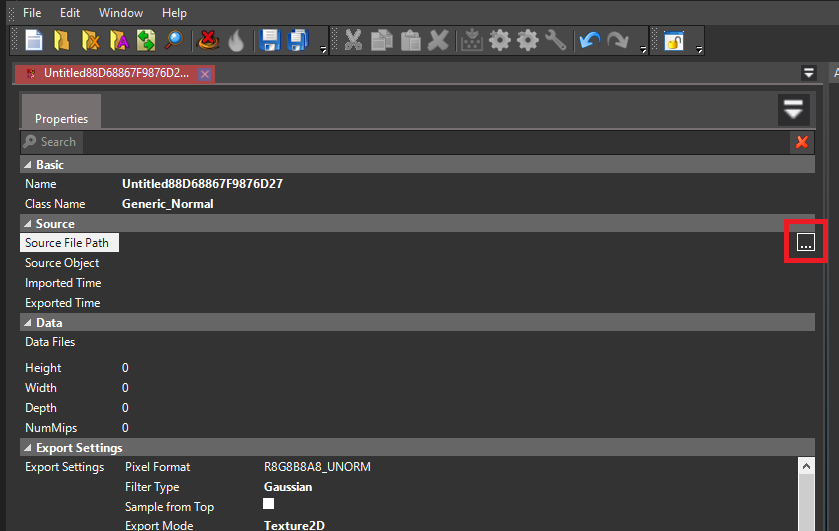 File Edit Window Help
Untitled88D68867F9876D2...
Properties
Search
Basic
Name Untitled88D68867F9876D27
Class Name Generic_Normal
Source
Source File Path ...
Source Object
Imported Time
Exported Time
Data
Data Files
Height 0
Width 0
Depth 0
NumMips 0
Export Settings
Export Settings Pixel Format R8G8B8A8_UNORM
Filter Type Gaussian
Sample from Top
Export Mode Texture2D